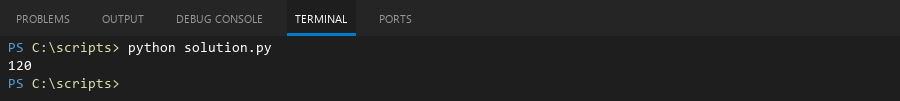 PROBLEMS OUTPUT DEBUG CONSOLE TERMINAL PORTS
PS C:\scripts> python solution.py
120
PS C:\scripts>